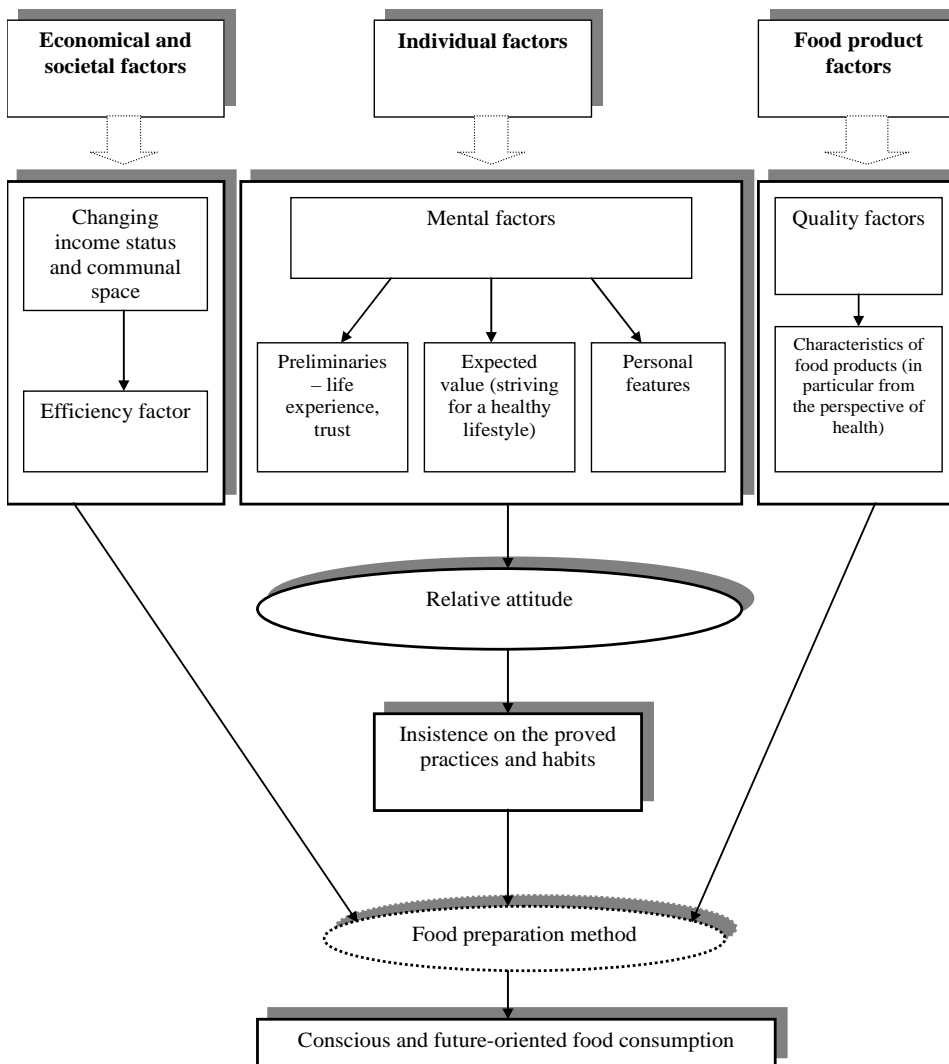 Economical and
societal factors
Individual factors
Food product
factors
Changing
income status
and communal
space
Efficiency factor
Mental factors
Preliminaries
– life
experience,
trust
Expected
value (striving
for a healthy
lifestyle)
Personal
features
Quality factors
Characteristics of
food products (in
particular from
the perspective of
health)
Relative attitude
Insistence on the proved
practices and habits
Food preparation method
Conscious and future-oriented food consumption